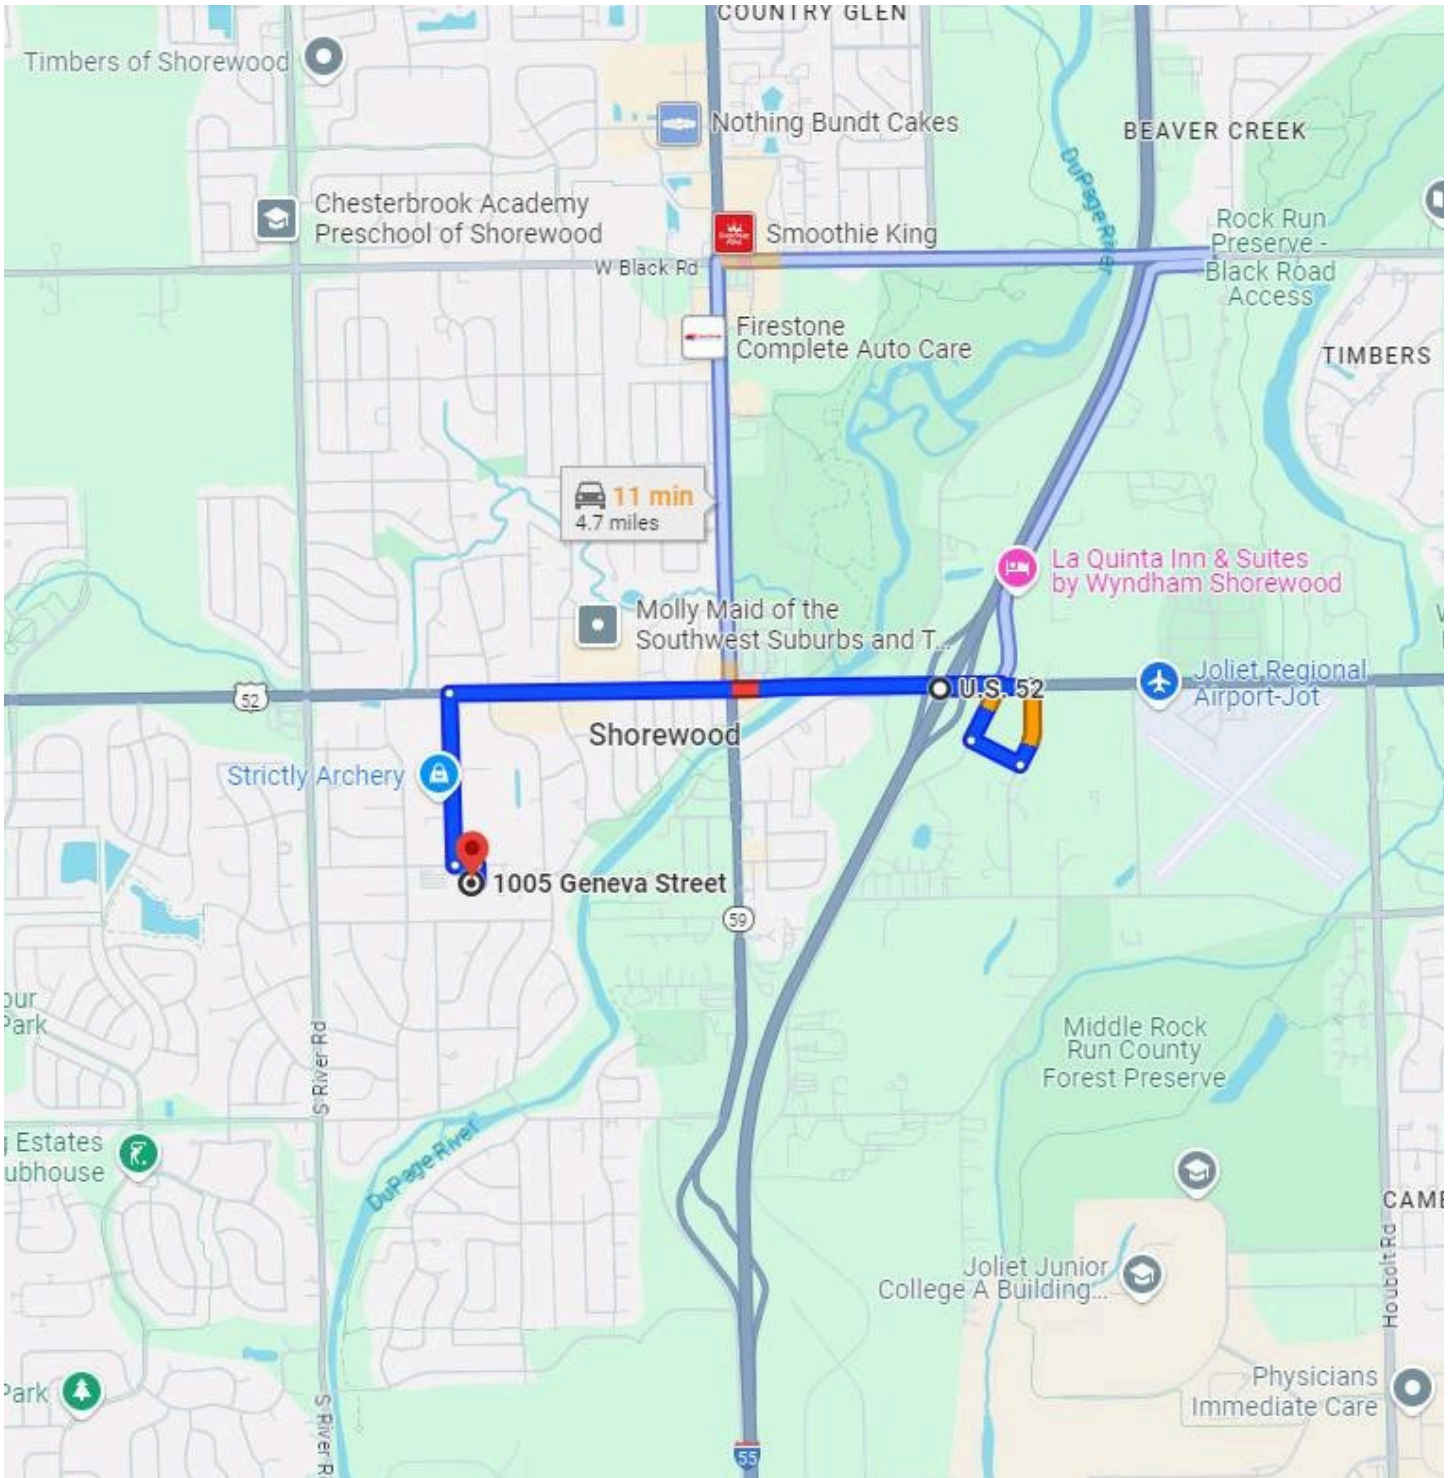 COUNTRY GLEN
Timbers of Shorewood
Nothing Bundt Cakes
BEAVER CREEK
DuPage River
Chesterbrook Academy
Preschool of Shorewood
Smoothie King
Rock Run
Preserve -
Black Road
Access
W Black Rd
Firestone
Complete Auto Care
TIMBERS
11 min
4.7 miles
La Quinta Inn & Suites
by Wyndham Shorewood
Molly Maid of the
Southwest Suburbs and T...
52
U.S. 52
Joliet Regional
Airport-Jot
Shorewood
Strictly Archery
1005 Geneva Street
59
our
Park
S River Rd
Middle Rock
Run County
Forest Preserve
g Estates
ubhouse
DuPage River
CAME
Joliet Junior
College A Building...
Houbolt Rd
Physicians
Immediate Care
Park
S River R
55